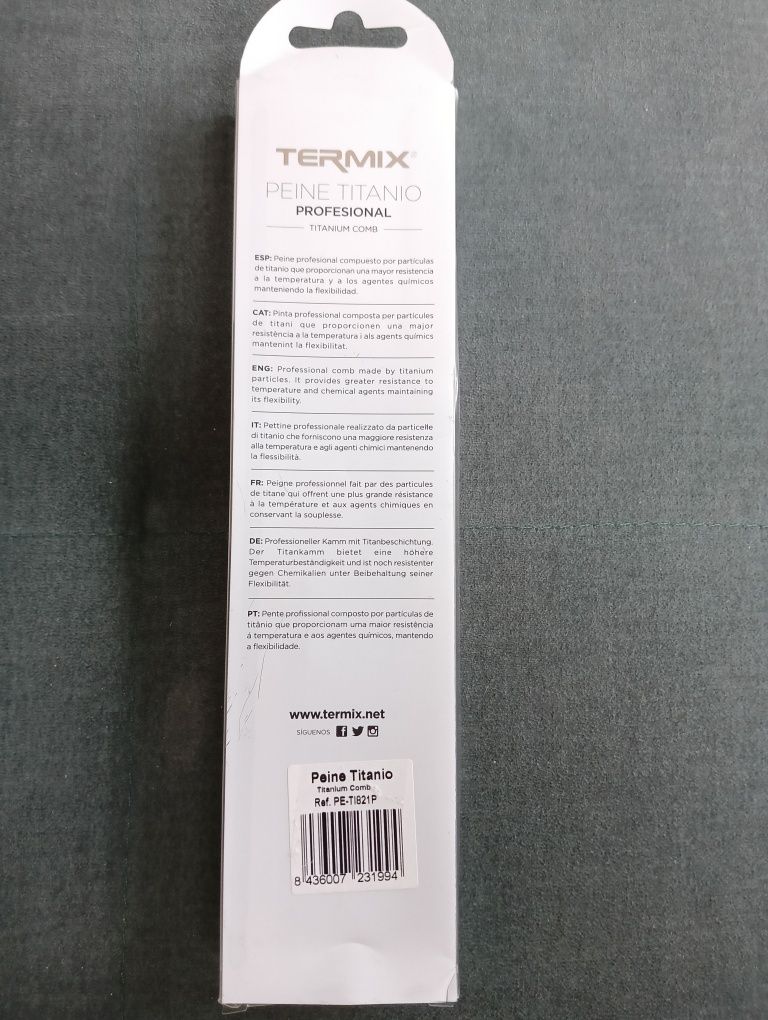 TERMIX®
PEINE TITANIO
PROFESIONAL
TITANIUM COMB
ESP: Peine profesional compuesto por partículas
de titanio que proporcionan una mayor resistencia
a la temperatura y a los agentes químicos
manteniendo la flexibilidad.
CAT: Pinta professional composta per partícules
de titani que proporcionen una major
resistència a la temperatura i als agents químics
mantenint la flexibilitat.
ENG: Professional comb made by titanium
particles. It provides greater resistance to
temperature and chemical agents maintaining
its flexibility.
IT: Pettine professionale realizzato da particelle
di titanio che forniscono una maggiore resistenza
alla temperatura e agli agenti chimici mantenendo
la flessibilità.
FR: Peigne professionnel fait par des particules
de titane qui offrent une plus grande résistance
à la température et aux agents chimiques en
conservant la souplesse.
DE: Professioneller Kamm mit Titanbeschichtung.
Der Titankamm bietet eine höhere
Temperaturbeständigkeit und ist noch resistenter
gegen Chemikalien unter Beibehaltung seiner
Flexibilität.
PT: Pente profissional composto por partículas de
titânio que proporcionam uma maior resistência
á temperatura e aos agentes químicos, mantendo
a flexibilidade.
www.termix.net
SÍGUENOS
Peine Titanio
Titanium Comb
Ref. PE-TI821P
8 436007 231994